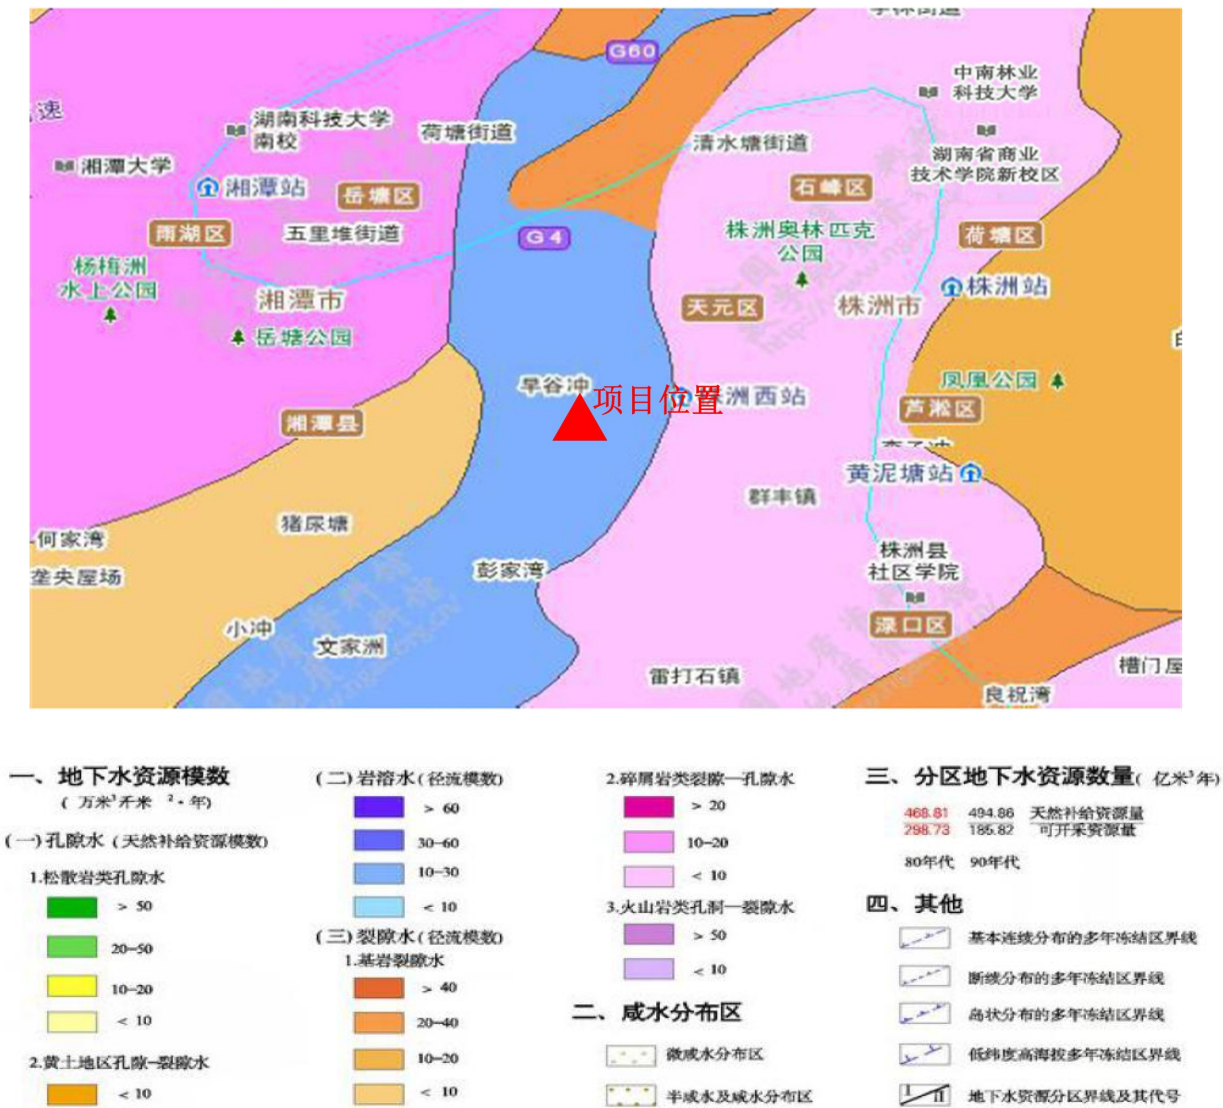 G60
速
中南林业
科技大学
湖南科技大学
南校
荷塘街道
清水塘街道
湘潭大学
湖南省商业
技术学院新校区
湘潭站
岳塘区
石峰区
雨湖区
五里堆街道
G4
株洲奥林匹克
公园
荷塘区
杨梅洲
水上公园
湘潭市
天元区
株洲市
株洲站
岳塘公园
旱谷冲
项目位置
洲西站
凤凰公园
湘潭县
芦淞区
黄泥塘站
猪尿塘
群丰镇
何家湾
垄央屋场
彭家湾
株洲县
社区学院
小冲
文家洲
渌口区
雷打石镇
槽门屋
良祝湾
一、地下水资源模数
(万米³/千米²·年)
(一)孔隙水(天然补给资源模数)
1.松散岩类孔隙水
> 50
20-50
10-20
< 10
2.黄土地区孔隙-裂隙水
< 10
(二)岩溶水(径流模数)
> 60
30-60
10-30
< 10
(三)裂隙水(径流模数)
1.基岩裂隙水
> 40
20-40
10-20
< 10
2.碎屑岩类裂隙—孔隙水
> 20
10-20
< 10
3.火山岩类孔洞—裂隙水
> 50
< 10
二、咸水分布区
微咸水分布区
半咸水及咸水分布区
三、分区地下水资源数量(亿米³年)
468.81 494.86 天然补给资源量
298.73 185.82 可开采资源量
80年代 90年代
四、其他
基本连续分布的多年冻结区界线
断续分布的多年冻结区界线
岛状分布的多年冻结区界线
低纬度高海拔多年冻结区界线
I II 地下水资源分区界线及其代号